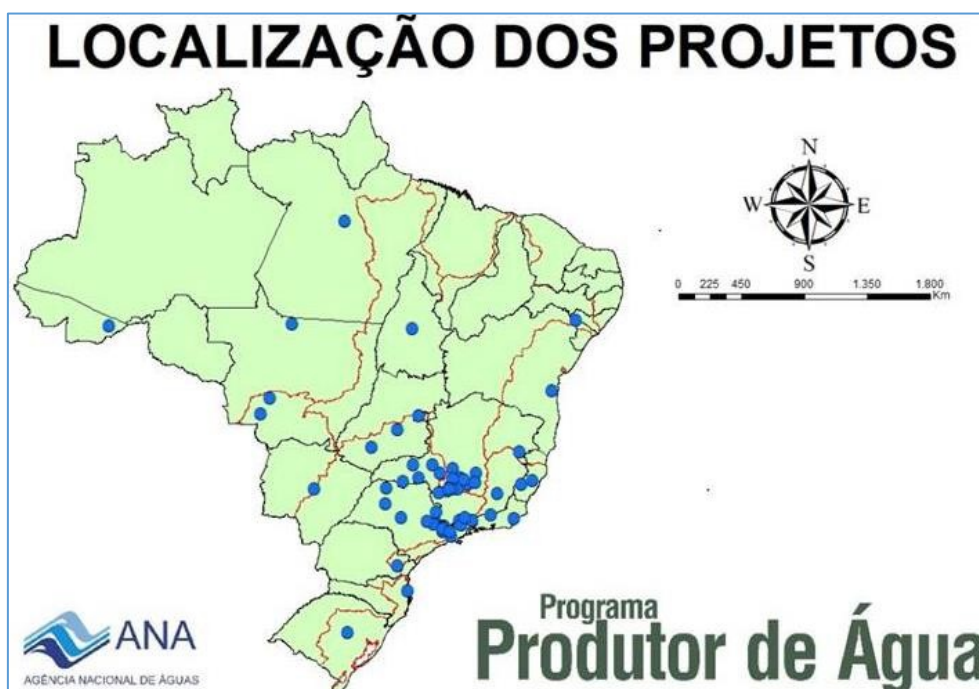 LOCALIZAÇÃO DOS PROJETOS
N
W E
S
0 225 450 900 1.350 1.800
Km
ANA
AGÊNCIA NACIONAL DE ÁGUAS
Programa
Produtor de Água